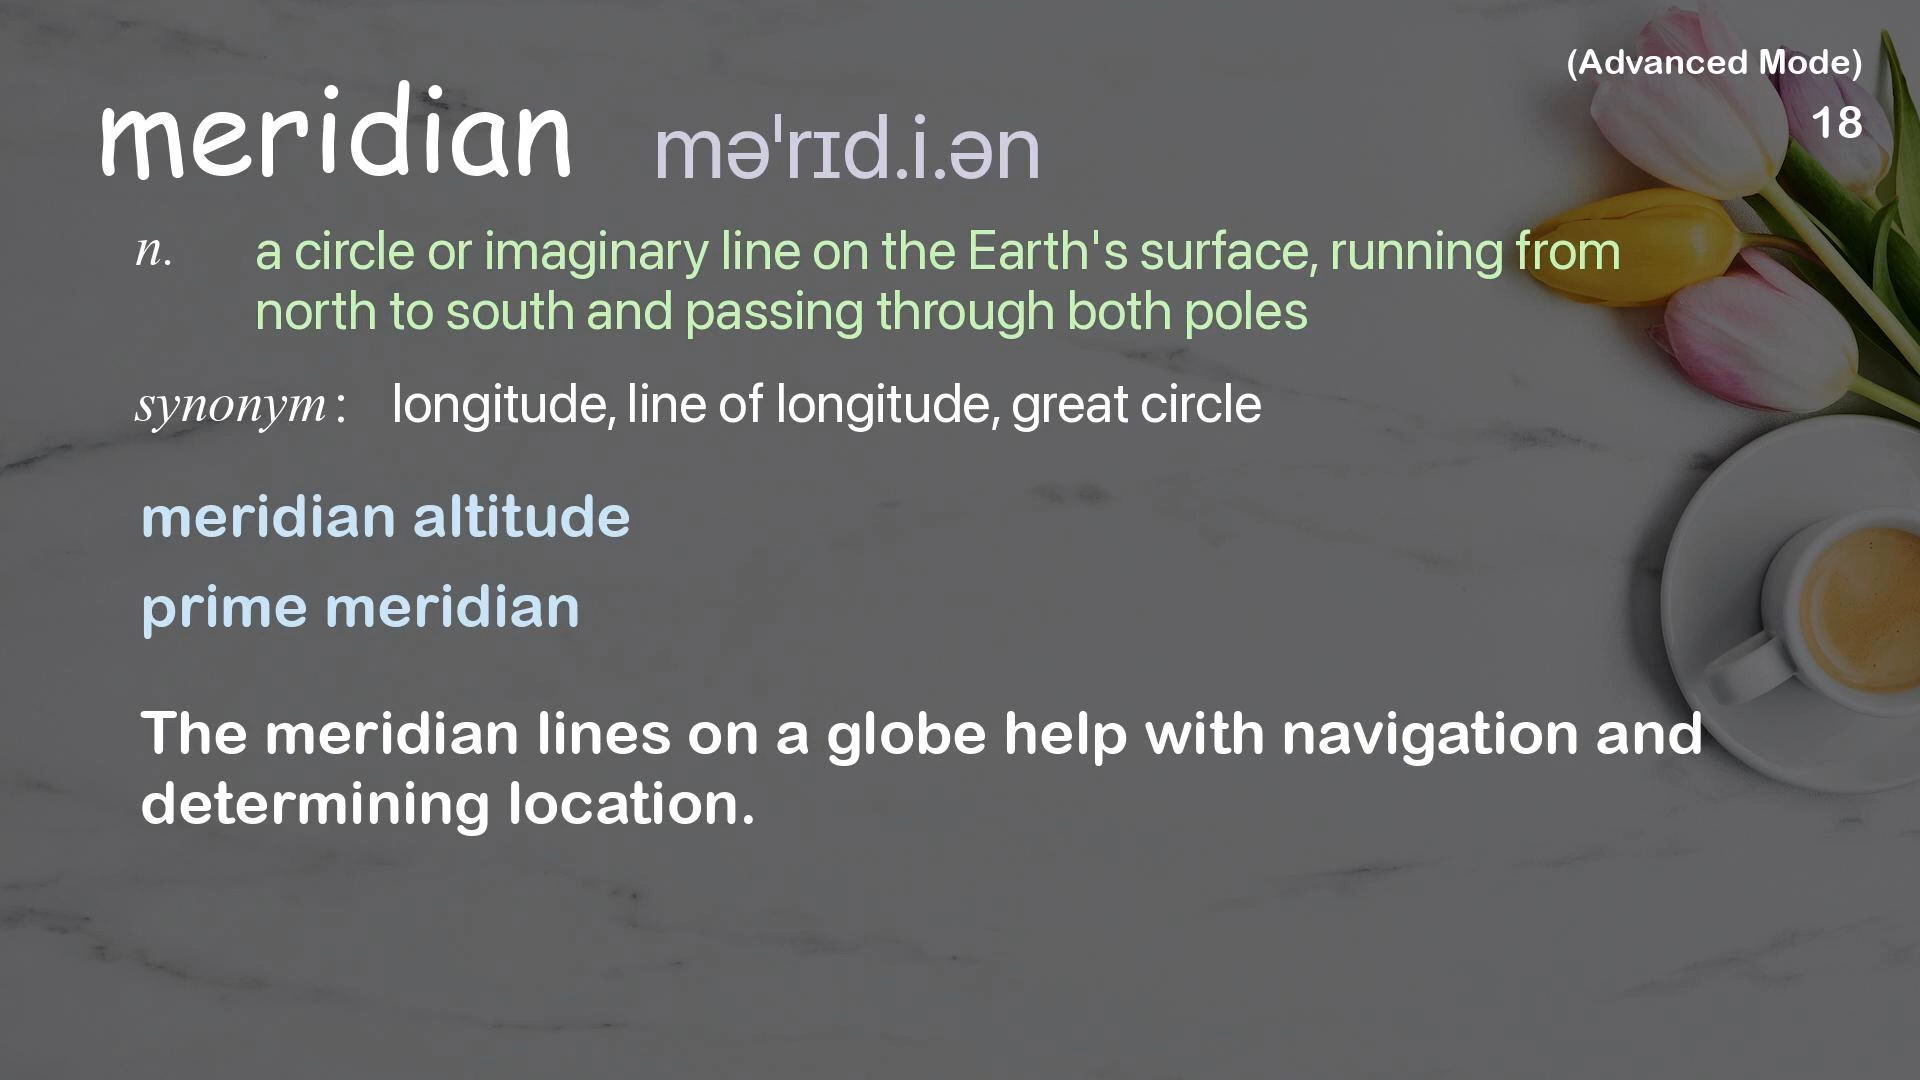 (Advanced Mode)
18
meridian məˈrɪd.i.ən
n. a circle or imaginary line on the Earth's surface, running from
north to south and passing through both poles
synonym: longitude, line of longitude, great circle
meridian altitude
prime meridian
The meridian lines on a globe help with navigation and
determining location.